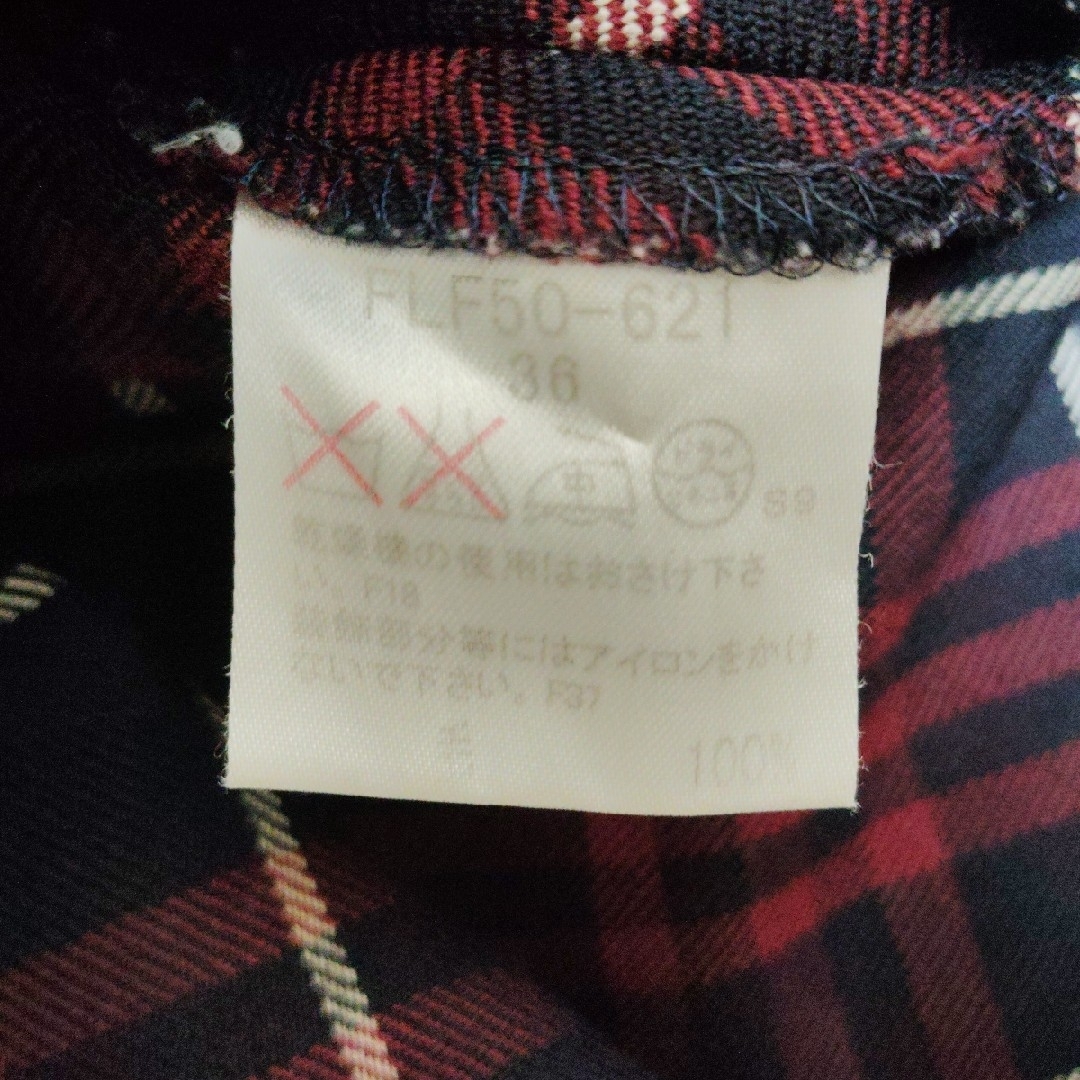 FLF50-621
36
中 S9
乾燥機の使用はおさけ下さ
い。F18
装飾部分等にはアイロンをかけ
ないで下さい。F37
毛 100%